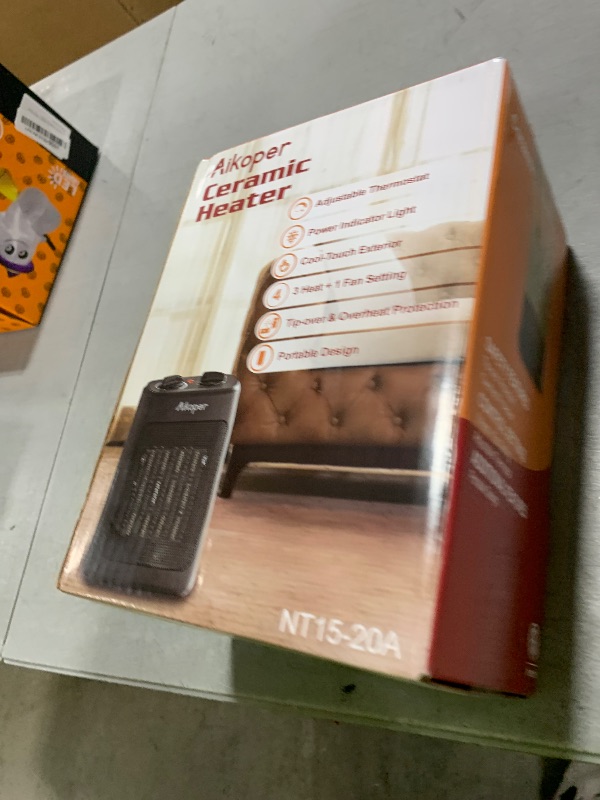 Aikoper
Ceramic
Heater
Adjustable Thermostat
Power Indicator Light
Cool-Touch Exterior
4 3 Heat + 1 Fan Setting
Tip-over & Overheat Protection
Portable Design
Aikoper
NT15-20A